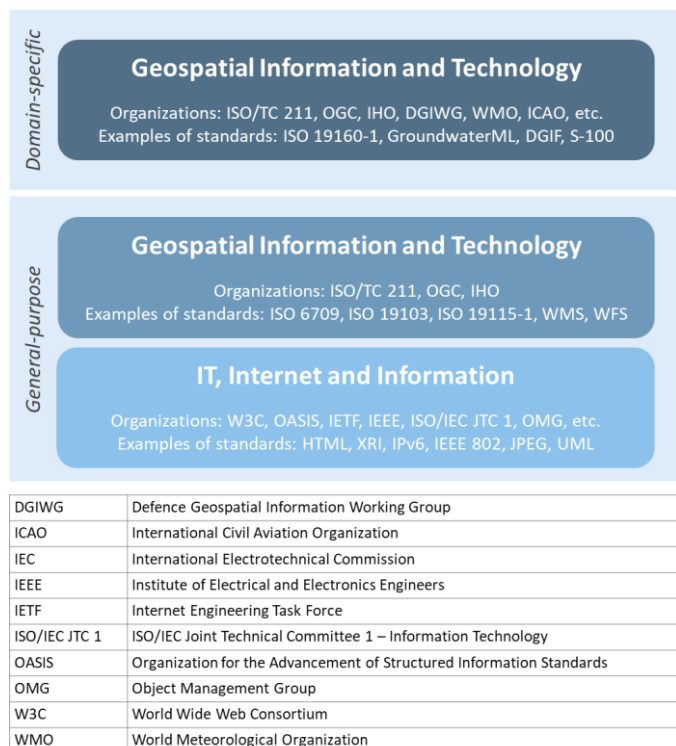 Domain-specific
Geospatial Information and Technology
Organizations: ISO/TC 211, OGC, IHO, DGIWG, WMO, ICAO, etc.
Examples of standards: ISO 19160-1, GroundwaterML, DGIF, S-100
General-purpose
Geospatial Information and Technology
Organizations: ISO/TC 211, OGC, IHO
Examples of standards: ISO 6709, ISO 19103, ISO 19115-1, WMS, WFS
IT, Internet and Information
Organizations: W3C, OASIS, IETF, IEEE, ISO/IEC JTC 1, OMG, etc.
Examples of standards: HTML, XRI, IPv6, IEEE 802, JPEG, UML
DGIWG Defence Geospatial Information Working Group
ICAO International Civil Aviation Organization
IEC International Electrotechnical Commission
IEEE Institute of Electrical and Electronics Engineers
IETF Internet Engineering Task Force
ISO/IEC JTC 1 ISO/IEC Joint Technical Committee 1 – Information Technology
OASIS Organization for the Advancement of Structured Information Standards
OMG Object Management Group
W3C World Wide Web Consortium
WMO World Meteorological Organization